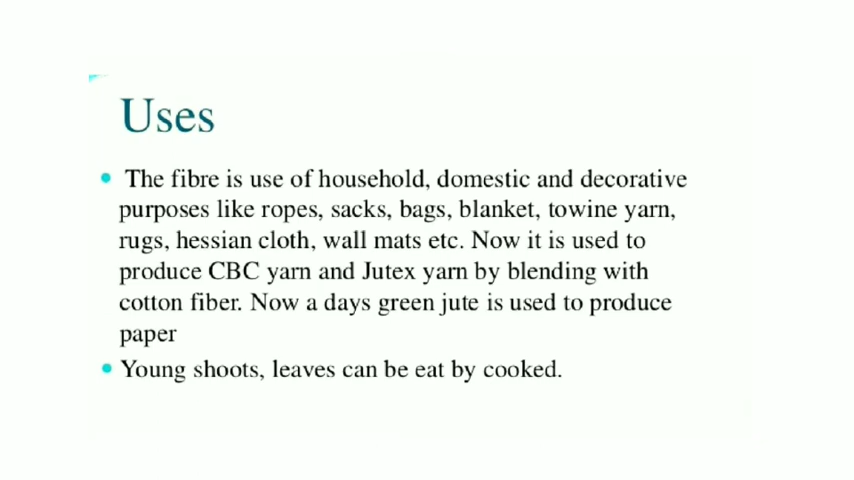 Uses
• The fibre is use of household, domestic and decorative
purposes like ropes, sacks, bags, blanket, towine yarn,
rugs, hessian cloth, wall mats etc. Now it is used to
produce CBC yarn and Jutex yarn by blending with
cotton fiber. Now a days green jute is used to produce
paper
• Young shoots, leaves can be eat by cooked.